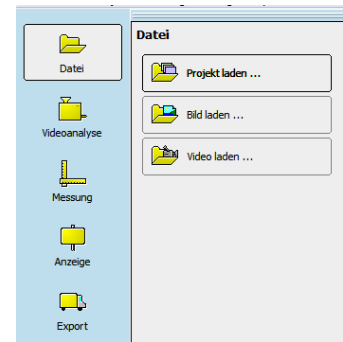 Datei
Videoanalyse
Messung
Anzeige
Export
Datei
Projekt laden ...
Bild laden ...
Video laden ...